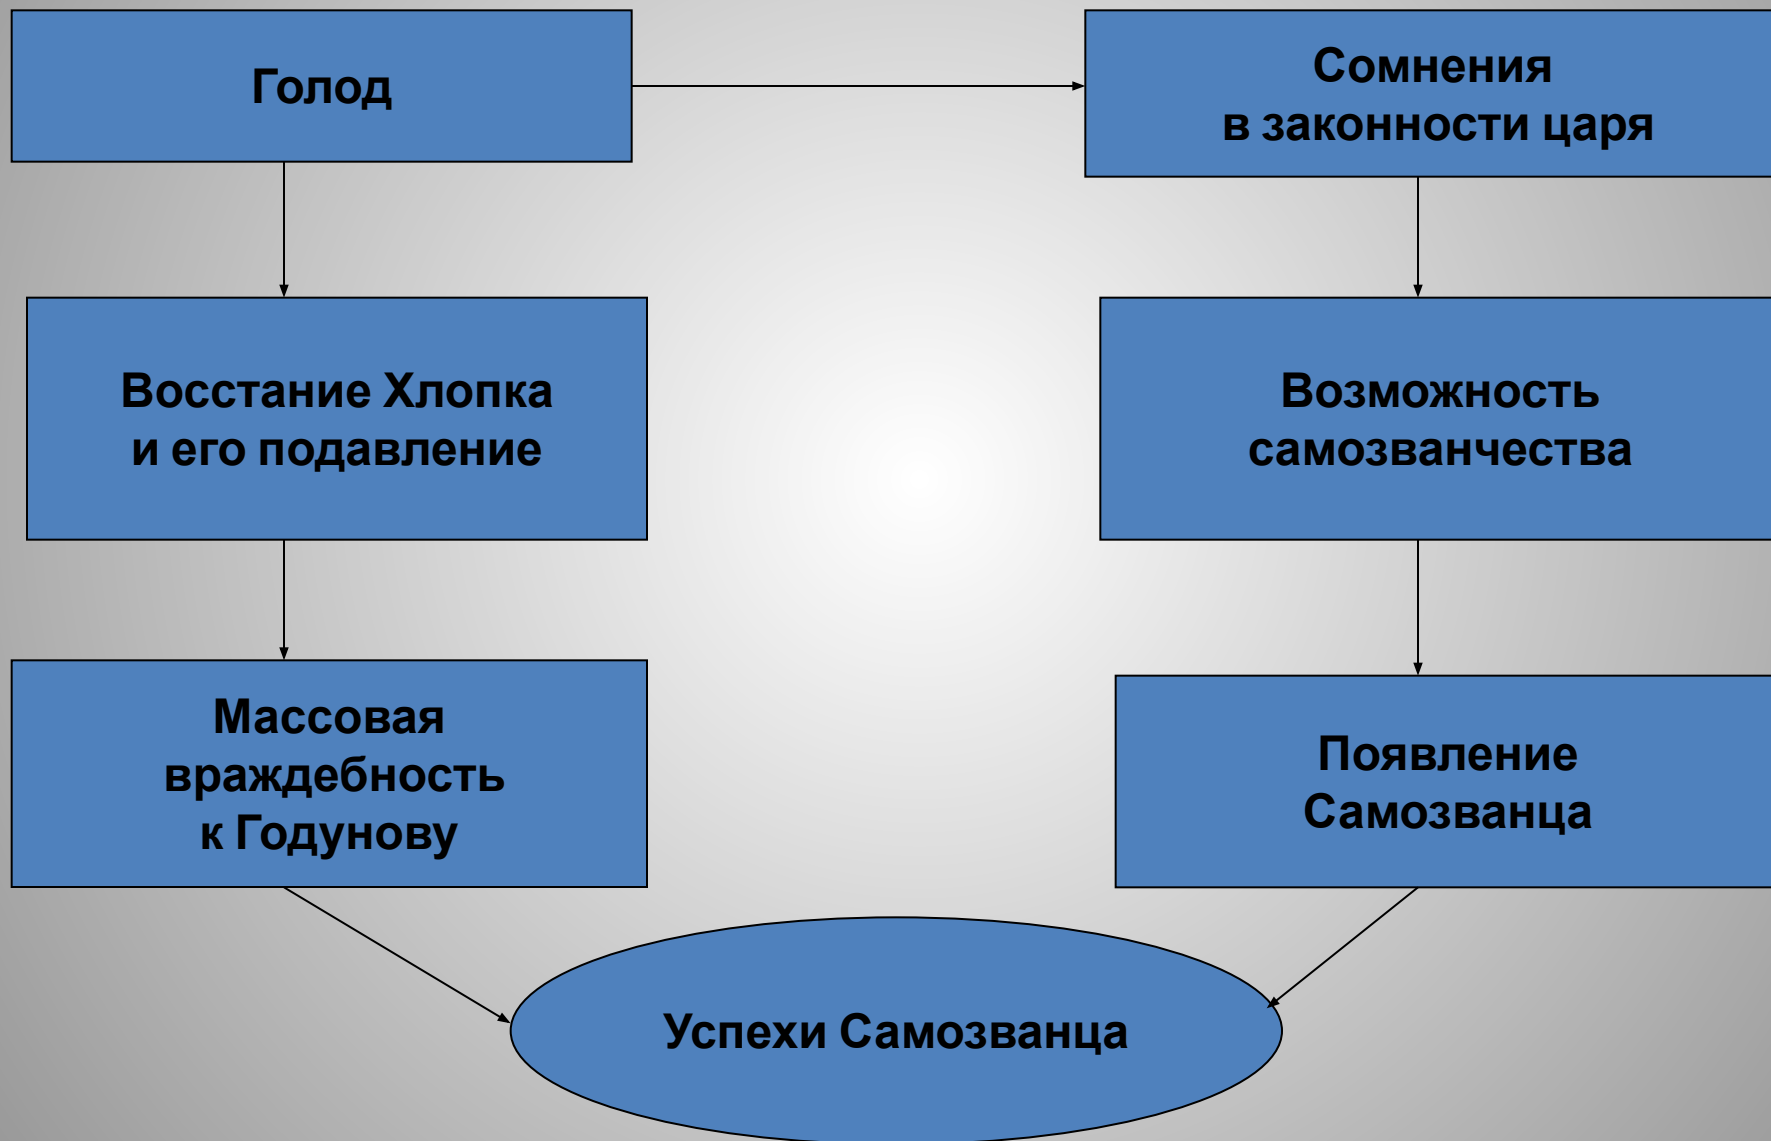 Голод
Сомнения
в законности царя
Восстание Хлопка
и его подавление
Возможность
самозванчества
Массовая
враждебность
к Годунову
Появление
Самозванца
Успехи Самозванца